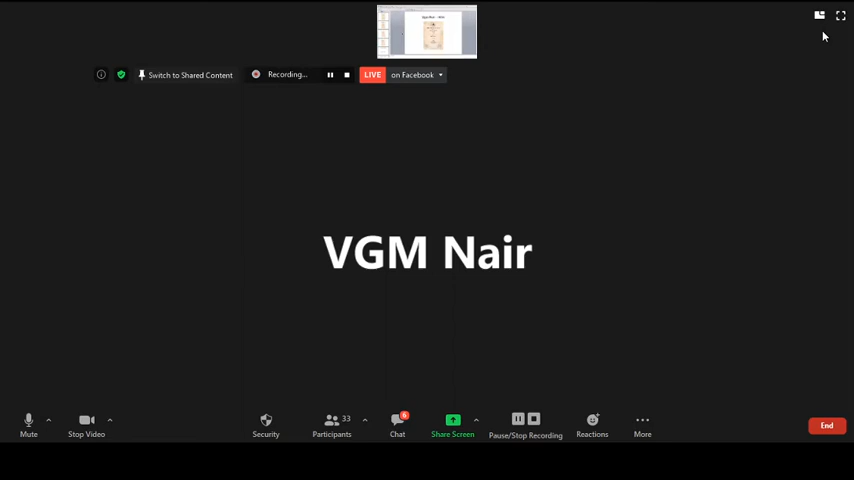 Switch to Shared Content
Recording...
LIVE on Facebook
VGM Nair
Mute
Stop Video
Security
33
Participants
6
Chat
Share Screen
Pause/Stop Recording
Reactions
More
End